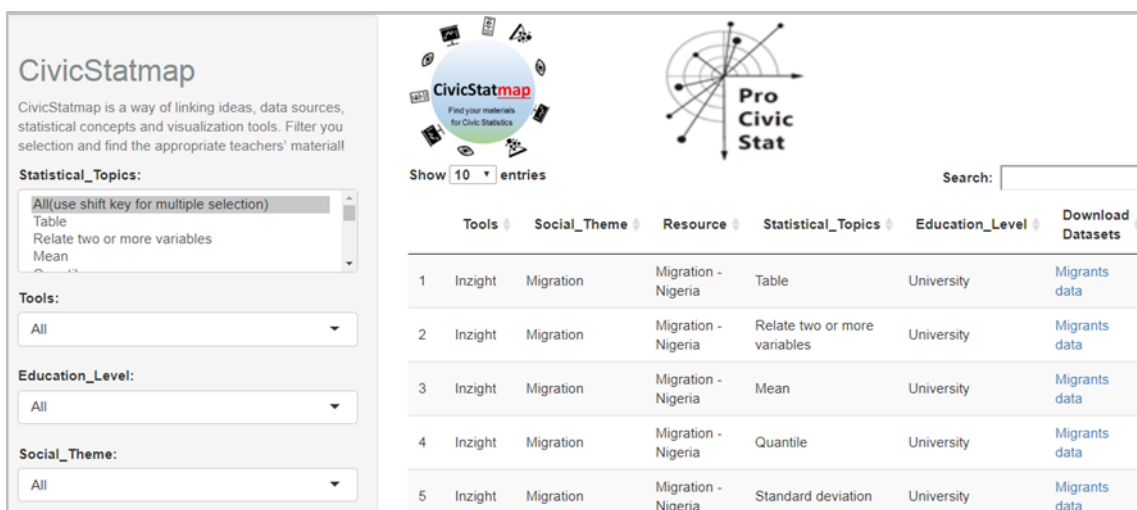 CivicStatmap
CivicStatmap is a way of linking ideas, data sources,
statistical concepts and visualization tools. Filter you
selection and find the appropriate teachers' material!
Statistical_Topics:
All(use shift key for multiple selection)
Table
Relate two or more variables
Mean
Tools:
All
Education_Level:
All
Social_Theme:
All
CivicStatmap
Find your materials
for Civic Statistics
Pro
Civic
Stat
Show 10 entries
Search:
Tools Social_Theme Resource Statistical_Topics Education_Level Download
Datasets
1 Inzight Migration Migration - Nigeria Table University Migrants data
2 Inzight Migration Migration - Nigeria Relate two or more variables University Migrants data
3 Inzight Migration Migration - Nigeria Mean University Migrants data
4 Inzight Migration Migration - Nigeria Quantile University Migrants data
5 Inzight Migration Migration - Nigeria Standard deviation University Migrants data